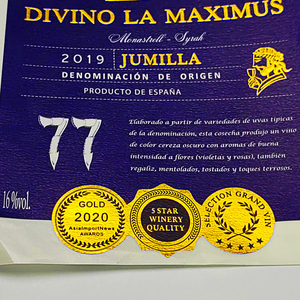 DIVINO LA MAXIMUS
Monastrell - Syrah
2019 JUMILLA
DENOMINACIÓN DE ORIGEN
PRODUCTO DE ESPAÑA
77
Elaborado a partir de variedades de uvas típicas
de la denominación, esta cosecha produjo un vino
de color cereza oscuro con aromas de buena
intensidad a flores (violetas y rosas), también
regaliz, mentolados, tostados y toques terrosos.
16%vol.
GOLD
2020
AsiaImportNews
AWARDS
5 STAR
WINERY
QUALITY
SELECTION GRAND VIN